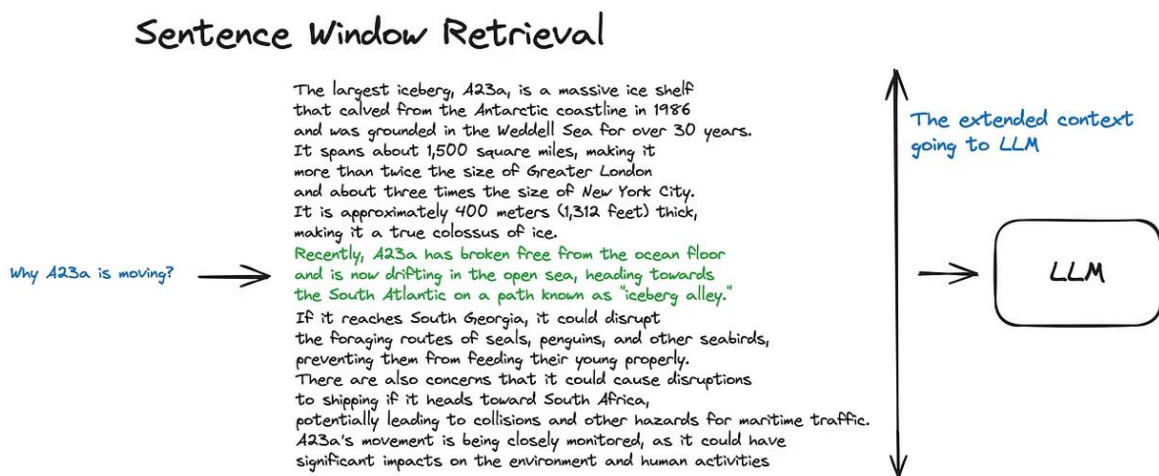 Sentence Window Retrieval
The largest iceberg, A23a, is a massive ice shelf
that calved from the Antarctic coastline in 1986
and was grounded in the Weddell Sea for over 30 years.
It spans about 1,500 square miles, making it
more than twice the size of Greater London
and about three times the size of New York City.
It is approximately 400 meters (1,312 feet) thick,
making it a true colossus of ice.
Recently, A23a has broken free from the ocean floor
and is now drifting in the open sea, heading towards
the South Atlantic on a path known as "iceberg alley."
If it reaches South Georgia, it could disrupt
the foraging routes of seals, penguins, and other seabirds,
preventing them from feeding their young properly.
There are also concerns that it could cause disruptions
to shipping if it heads toward South Africa,
potentially leading to collisions and other hazards for maritime traffic.
A23a's movement is being closely monitored, as it could have
significant impacts on the environment and human activities
Why A23a is moving?
The extended context
going to LLM
LLM